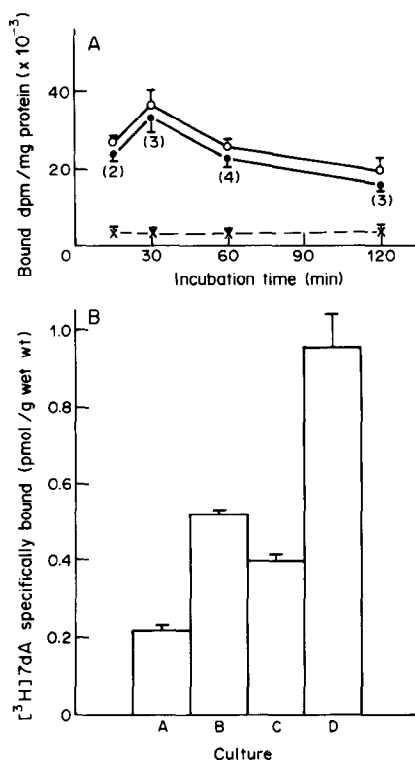 A
Bound dpm/mg protein (x 10⁻³)
40
20
0
(2)
(3)
(4)
(3)
30
60
90
120
Incubation time (min)
B
[³H]7dA specifically bound (pmol/g wet wt)
1.0
0.8
0.6
0.4
0.2
0
A
B
C
D
Culture